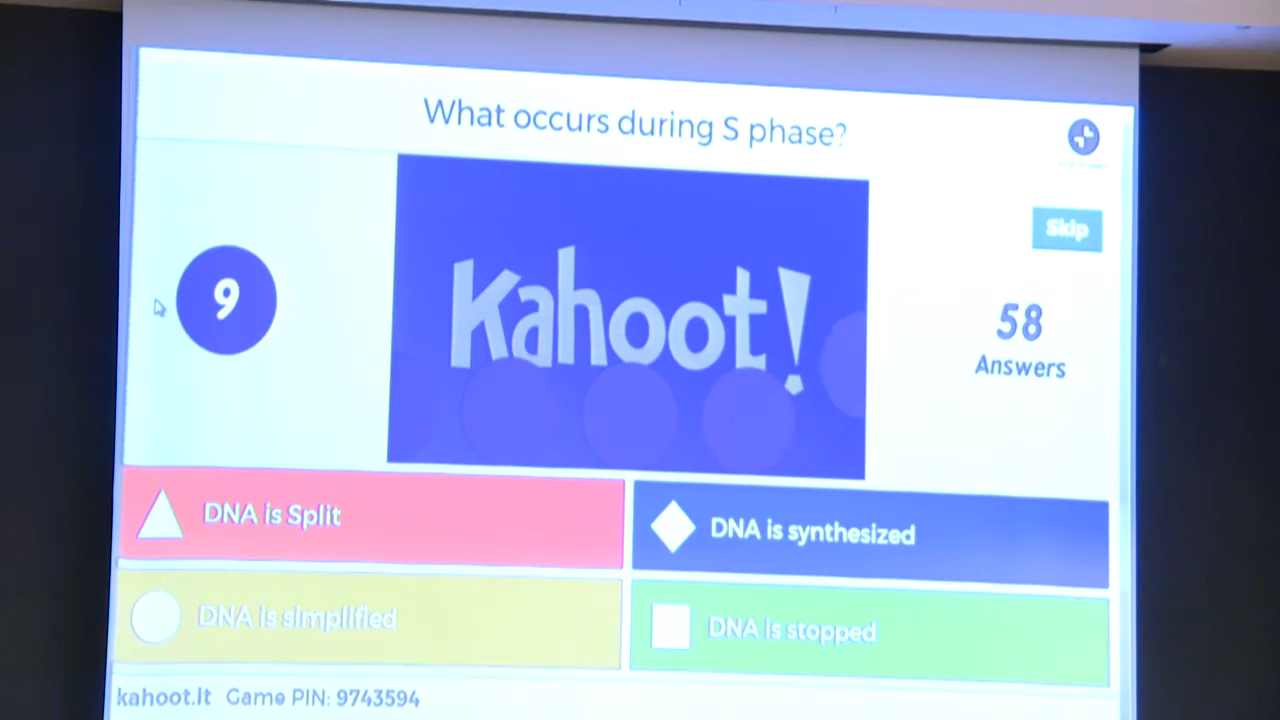 What occurs during S phase?
Skip
9
Kahoot!
58
Answers
DNA is Split
DNA is synthesized
DNA is simplified
DNA is stopped
kahoot.it Game PIN: 9743594